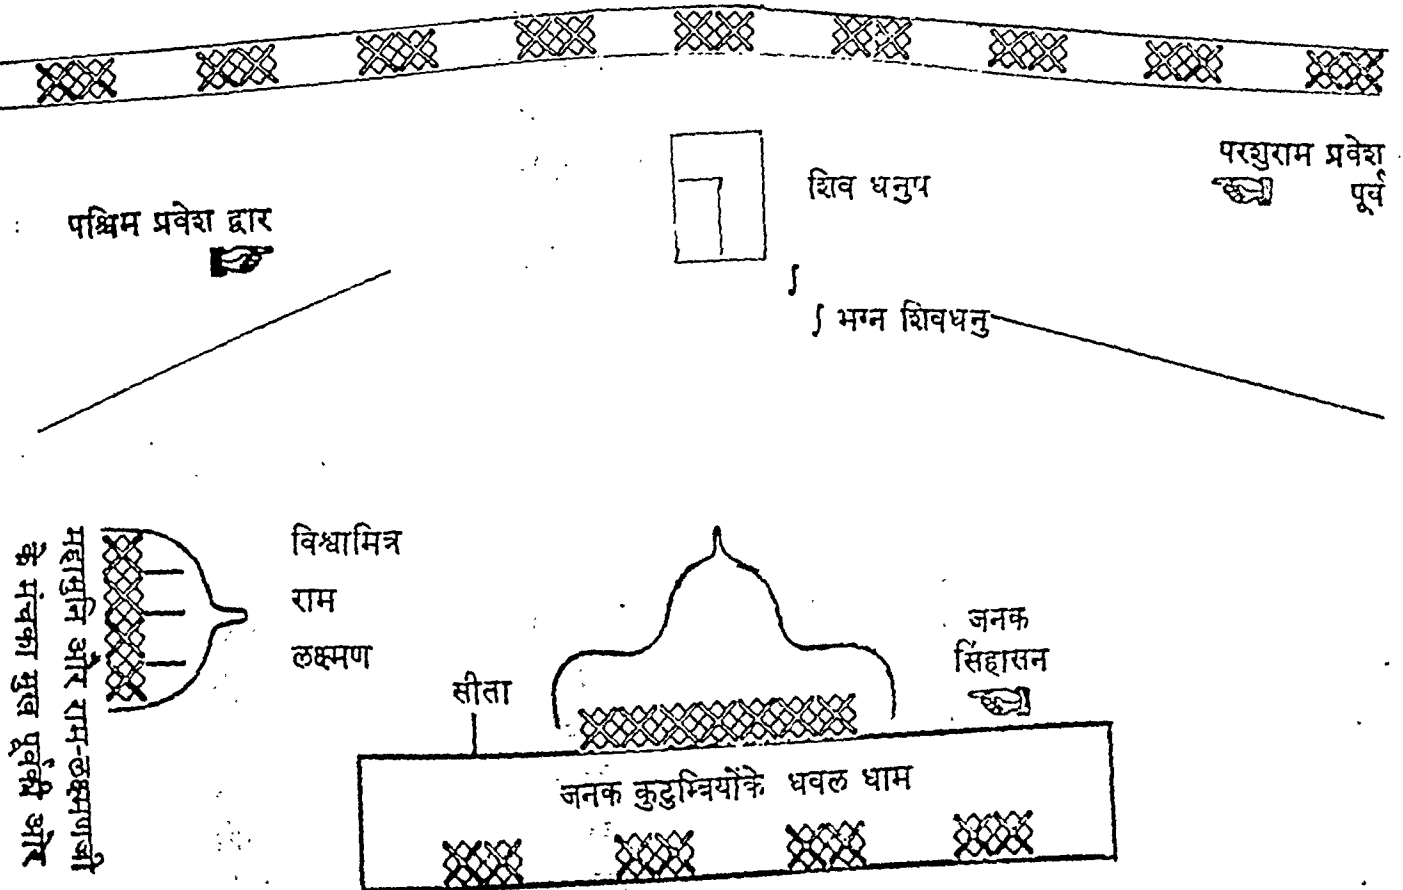 परशुराम प्रवेश
पूर्व
शिव धनुष
पश्चिम प्रवेश द्वार
भग्न शिवधनु
विश्वामित्र
राम
लक्ष्मण
महामुनि और राम-लक्ष्मणजी
के मंचका मुख पूर्वकी ओर
जनक
सिंहासन
सीता
जनक कुटुम्बियोंके धवल धाम